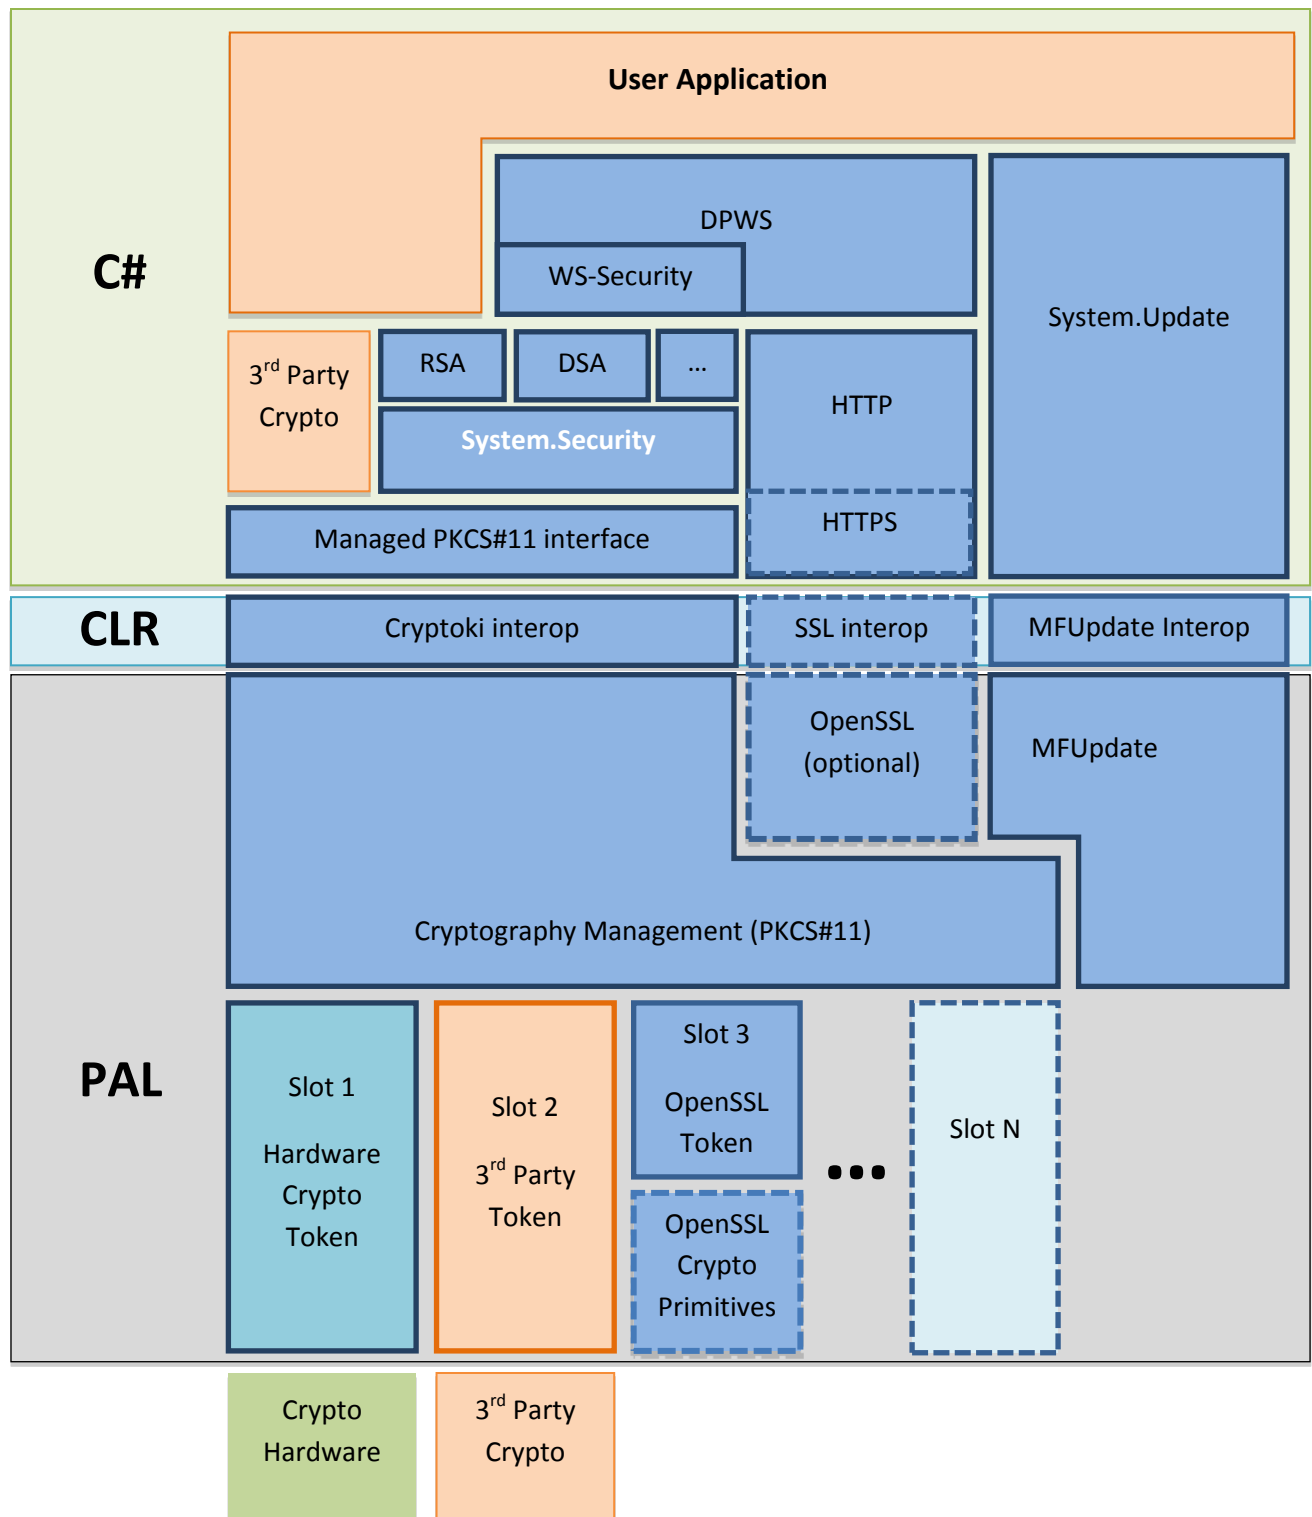 User Application
DPWS
C#
WS-Security
System.Update
3rd Party
Crypto
RSA
DSA
...
HTTP
System.Security
HTTPS
Managed PKCS#11 interface
CLR
Cryptoki interop
SSL interop
MFUpdate Interop
OpenSSL
(optional)
MFUpdate
Cryptography Management (PKCS#11)
PAL
Slot 1
Hardware
Crypto
Token
Slot 2
3rd Party
Token
Slot 3
OpenSSL
Token
OpenSSL
Crypto
Primitives
...
Slot N
Crypto
Hardware
3rd Party
Crypto